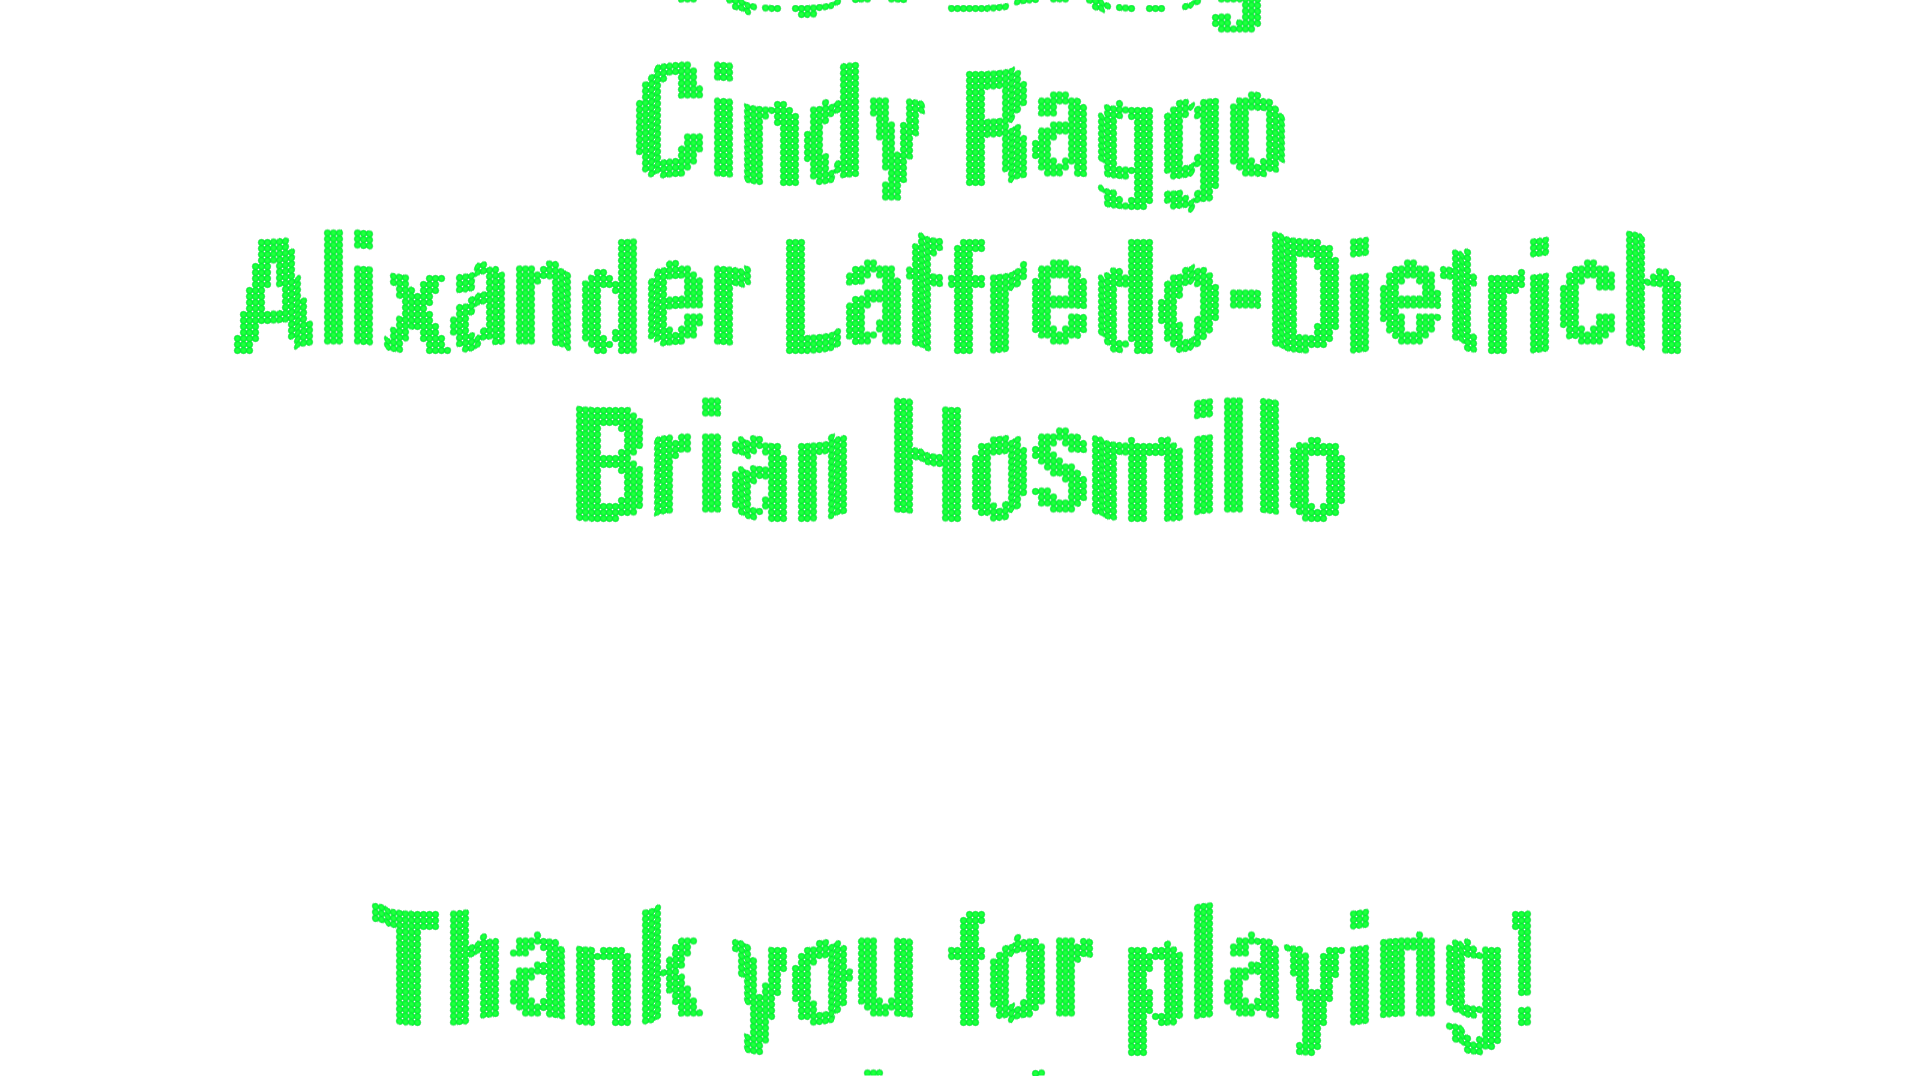 Cindy Raggo
Alixander Laffredo-Dietrich
Brian Hosmillo
Thank you for playing!